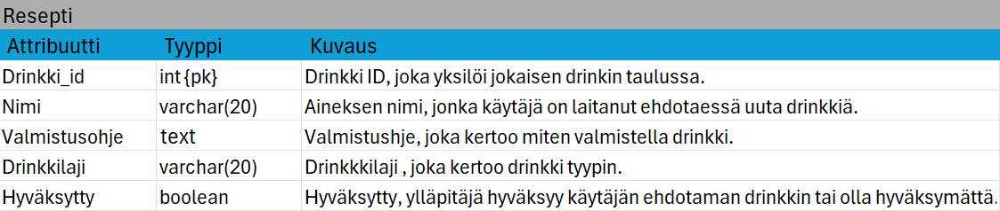 Resepti
Attribuutti Tyyppi Kuvaus
Drinkki_id int{pk} Drinkki ID, joka yksilöi jokaisen drinkin taulussa.
Nimi varchar(20) Aineksen nimi, jonka käytäjä on laitanut ehdotaessä uuta drinkkiä.
Valmistusohje text Valmistushje, joka kertoo miten valmistella drinkki.
Drinkkilaji varchar(20) Drinkkkilaji , joka kertoo drinkki tyypin.
Hyväksytty boolean Hyväksytty, ylläpitäjä hyväksyy käytäjän ehdotaman drinkkin tai olla hyväksymättä.